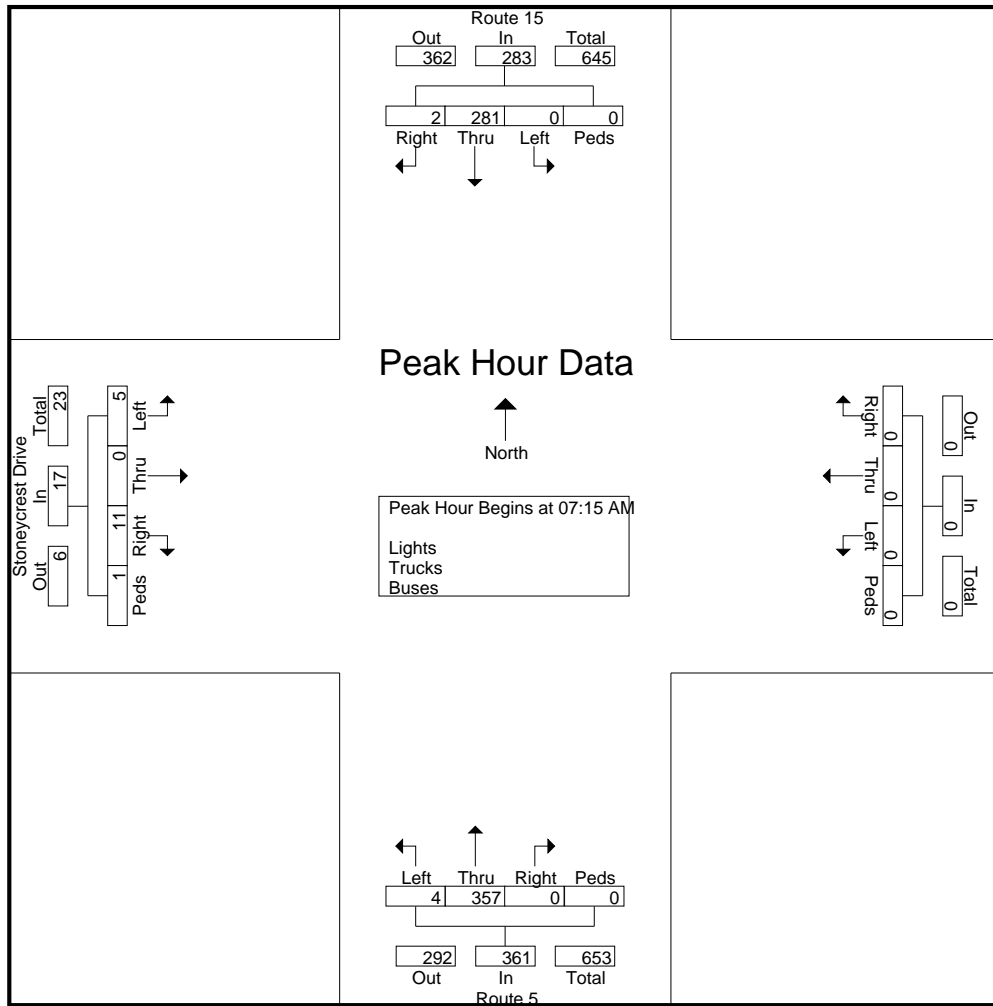 Route 15
Out In Total
362 283 645
2 281 0 0
Right Thru Left Peds
Peak Hour Data
North
Peak Hour Begins at 07:15 AM
Lights
Trucks
Buses
Stoneycrest Drive
Out In Total
6 17 23
1 11 0 5
Peds Right Thru Left
Out In Total
0 0 0
Right Thru Left Peds
0 0 0 0
Left Thru Right Peds
4 357 0 0
292 361 653
Out In Total
Route 5